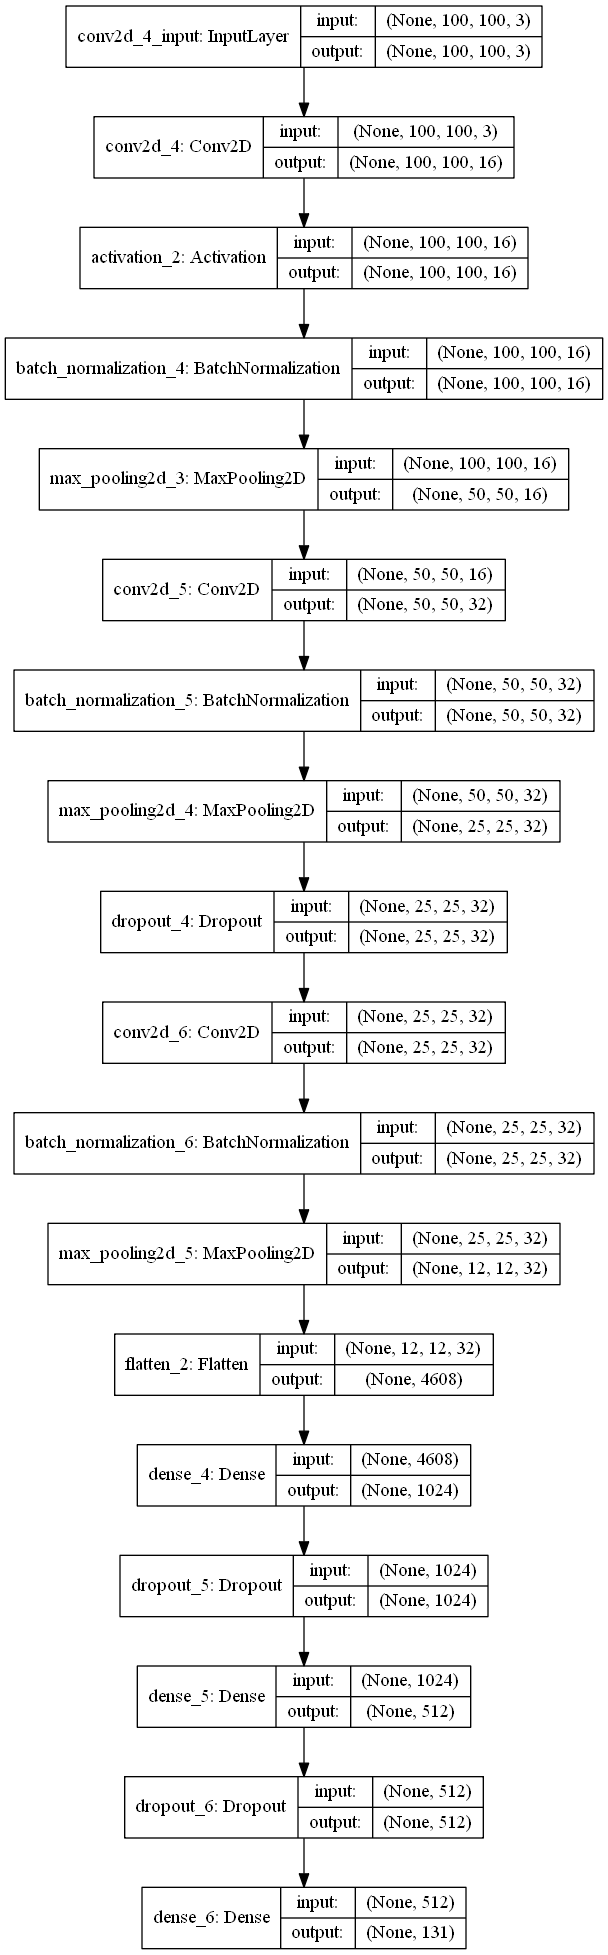 conv2d_4_input: InputLayer
input: (None, 100, 100, 3)
output: (None, 100, 100, 3)
conv2d_4: Conv2D
input: (None, 100, 100, 3)
output: (None, 100, 100, 16)
activation_2: Activation
input: (None, 100, 100, 16)
output: (None, 100, 100, 16)
batch_normalization_4: BatchNormalization
input: (None, 100, 100, 16)
output: (None, 100, 100, 16)
max_pooling2d_3: MaxPooling2D
input: (None, 100, 100, 16)
output: (None, 50, 50, 16)
conv2d_5: Conv2D
input: (None, 50, 50, 16)
output: (None, 50, 50, 32)
batch_normalization_5: BatchNormalization
input: (None, 50, 50, 32)
output: (None, 50, 50, 32)
max_pooling2d_4: MaxPooling2D
input: (None, 50, 50, 32)
output: (None, 25, 25, 32)
dropout_4: Dropout
input: (None, 25, 25, 32)
output: (None, 25, 25, 32)
conv2d_6: Conv2D
input: (None, 25, 25, 32)
output: (None, 25, 25, 32)
batch_normalization_6: BatchNormalization
input: (None, 25, 25, 32)
output: (None, 25, 25, 32)
max_pooling2d_5: MaxPooling2D
input: (None, 25, 25, 32)
output: (None, 12, 12, 32)
flatten_2: Flatten
input: (None, 12, 12, 32)
output: (None, 4608)
dense_4: Dense
input: (None, 4608)
output: (None, 1024)
dropout_5: Dropout
input: (None, 1024)
output: (None, 1024)
dense_5: Dense
input: (None, 1024)
output: (None, 512)
dropout_6: Dropout
input: (None, 512)
output: (None, 512)
dense_6: Dense
input: (None, 512)
output: (None, 131)